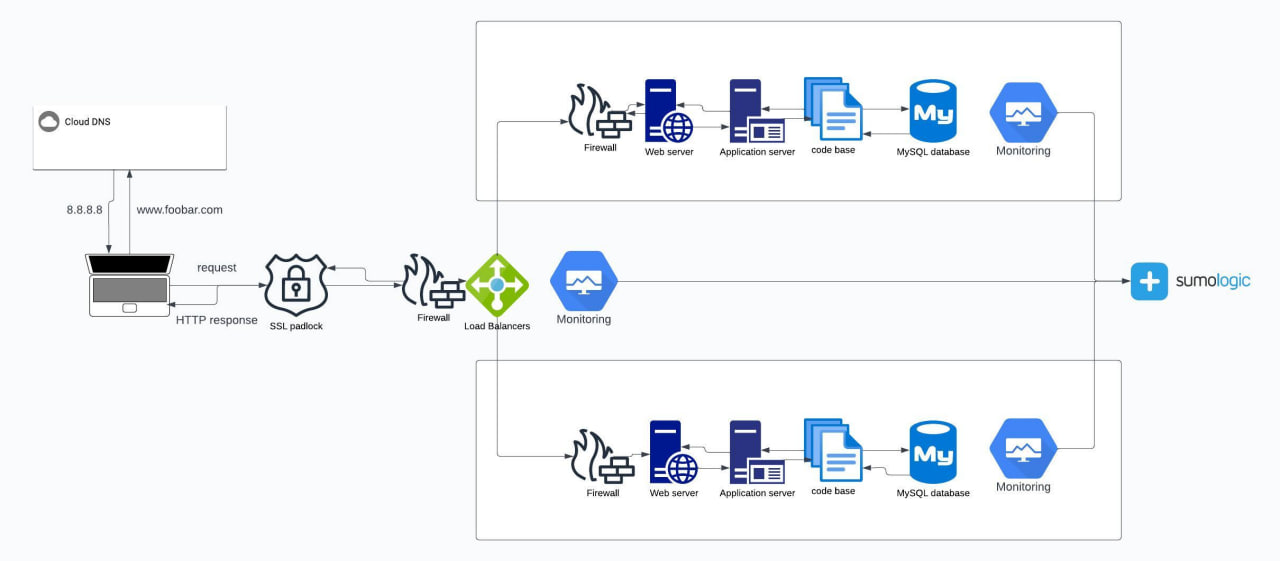 Cloud DNS
8.8.8.8
www.foobar.com
request
HTTP response
SSL padlock
Firewall
Load Balancers
Monitoring
Firewall
Web server
Application server
code base
My
MySQL database
Monitoring
sumologic
Firewall
Web server
Application server
code base
My
MySQL database
Monitoring